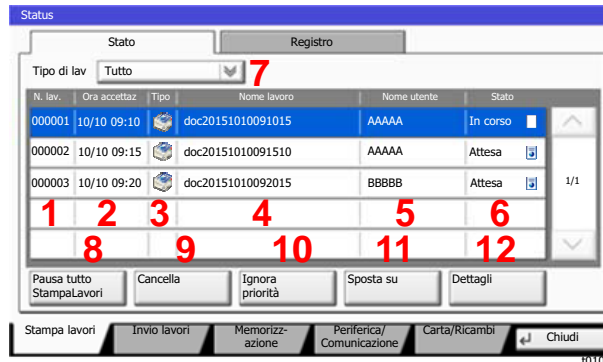 Status
Stato Registro
Tipo di lav Tutto 7
N. lav. Ora accettaz Tipo Nome lavoro Nome utente Stato
000001 10/10 09:10 doc20151010091015 AAAAA In corso
000002 10/10 09:15 doc20151010091510 AAAAA Attesa
000003 10/10 09:20 doc20151010092015 BBBBB Attesa 1/1
1 2 3 4 5 6
8 9 10 11 12
Pausa tutto
StampaLavori
Cancella
Ignora
priorità
Sposta su
Dettagli
Stampa lavori
Invio lavori
Memorizz-
azione
Periferica/
Comunicazione
Carta/Ricambi
Chiudi